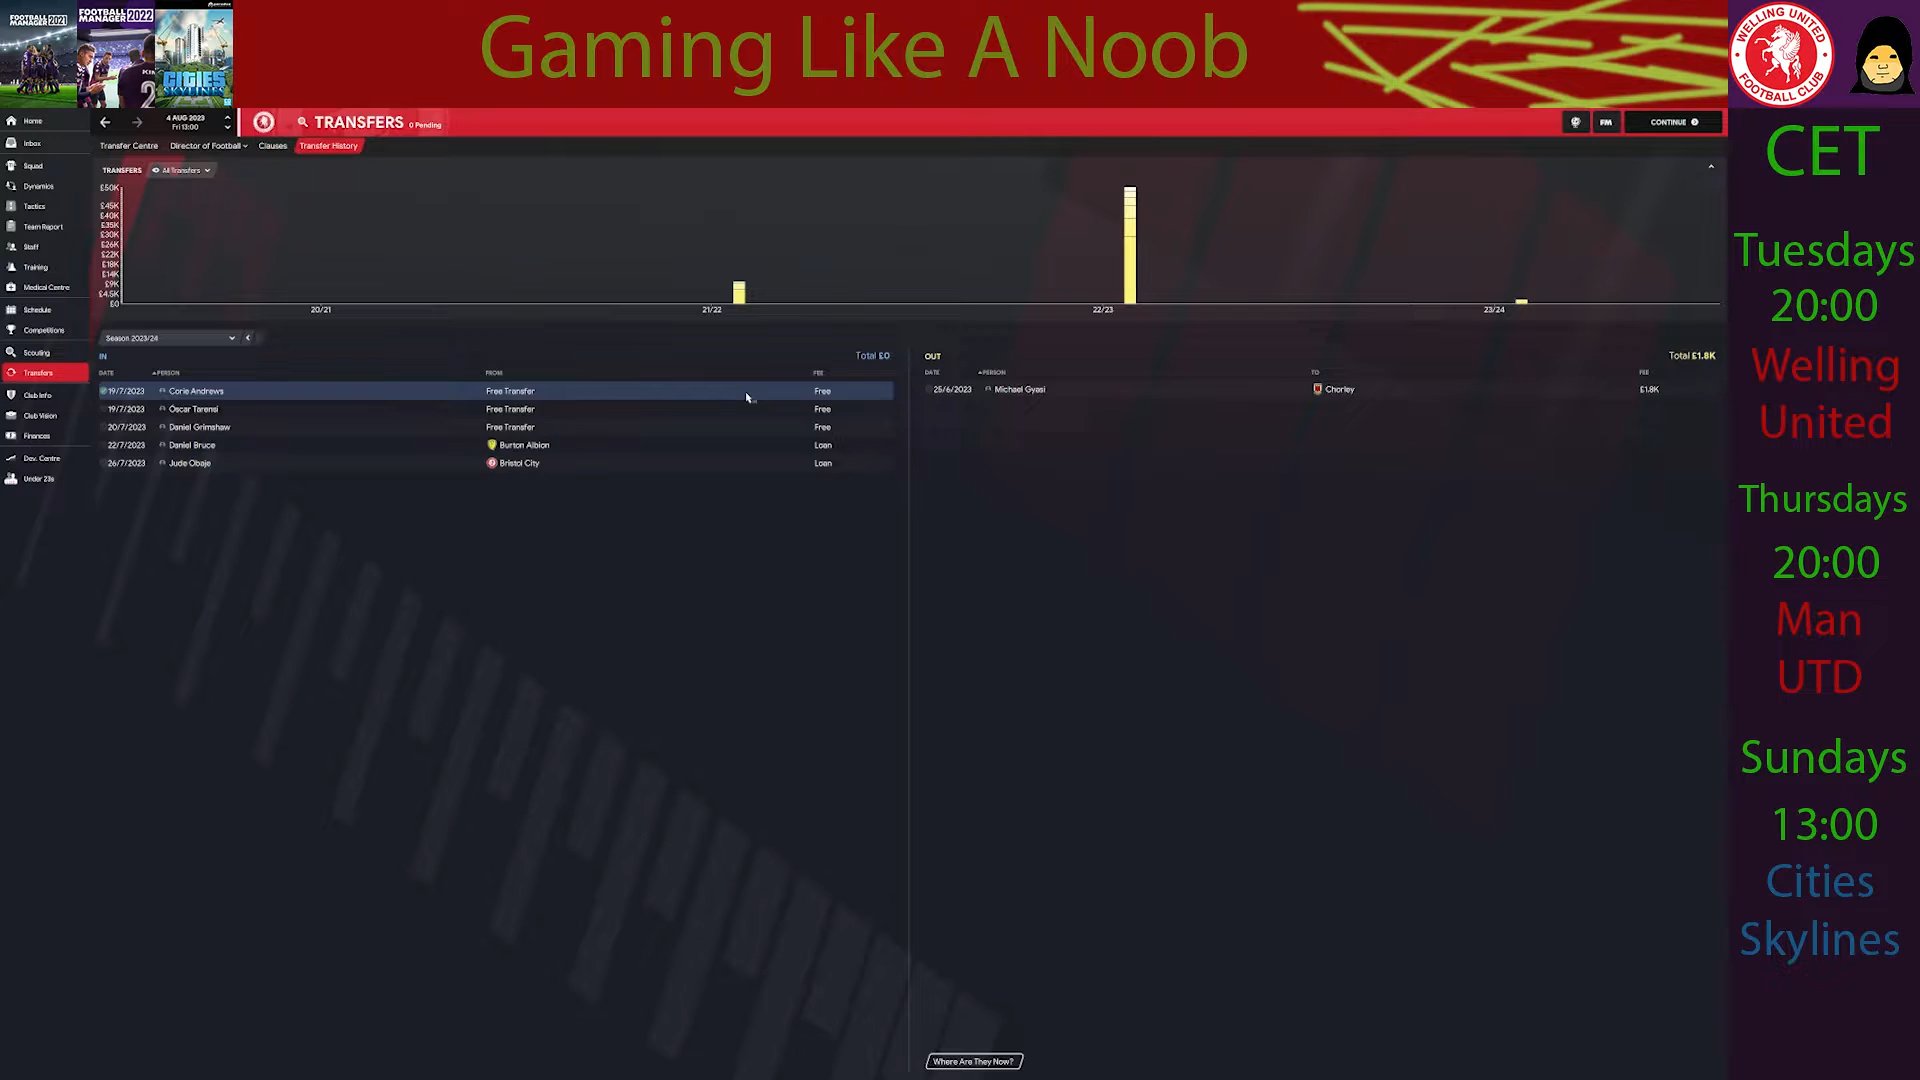 FOOTBALL MANAGER 2021
FOOTBALL MANAGER 2022
CITIES SKYLINES
Gaming Like A Noob
WELLING UNITED FOOTBALL CLUB
4 AUG 2023
Fri 13:00
TRANSFERS 0 Pending
FM
CONTINUE
Home
Inbox
Squad
Dynamics
Tactics
Team Report
Staff
Training
Medical Centre
Schedule
Competitions
Scouting
Transfers
Club Info
Club Vision
Finances
Dev. Centre
Under 23s
Transfer Centre Director of Football Clauses Transfer History
TRANSFERS All Transfers
£50K
£45K
£40K
£35K
£30K
£26K
£22K
£18K
£14K
£9K
£4.5K
£0
20/21 21/22 22/23 23/24
Season 2023/24
IN Total £0
DATE PERSON FROM FEE
19/7/2023 Corie Andrews Free Transfer Free
19/7/2023 Óscar Tarensi Free Transfer Free
20/7/2023 Daniel Grimshaw Free Transfer Free
22/7/2023 Daniel Bruce Burton Albion Loan
26/7/2023 Jude Obaje Bristol City Loan
OUT Total £1.8K
DATE PERSON TO FEE
25/6/2023 Michael Gyasi Chorley £1.8K
Where Are They Now?
CET
Tuesdays
20:00
Welling
United
Thursdays
20:00
Man
UTD
Sundays
13:00
Cities
Skylines